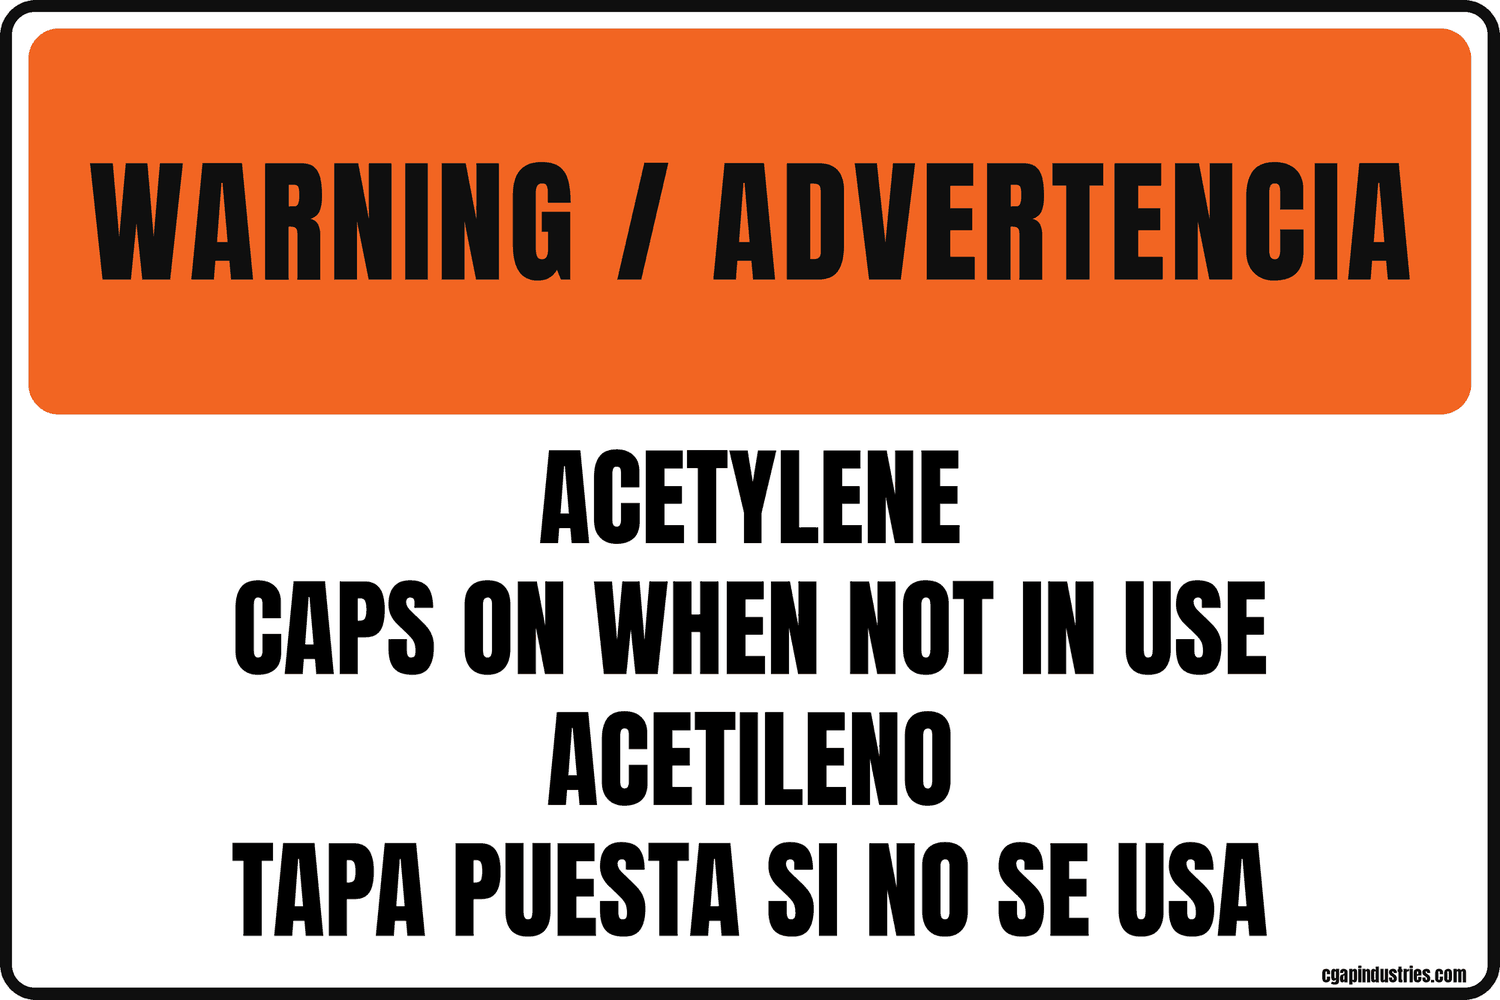 WARNING / ADVERTENCIA
ACETYLENE
CAPS ON WHEN NOT IN USE
ACETILENO
TAPA PUESTA SI NO SE USA
cgapindustries.com